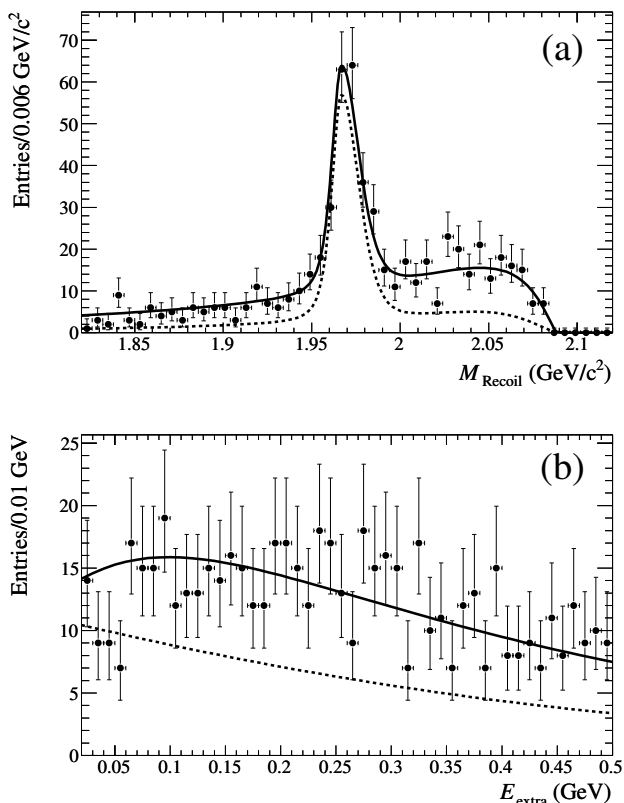 (a)
Entries/0.006 GeV/c²
70
60
50
40
30
20
10
0
1.85 1.9 1.95 2 2.05 2.1
M Recoil (GeV/c²)
(b)
Entries/0.01 GeV
25
20
15
10
5
0
0.05 0.1 0.15 0.2 0.25 0.3 0.35 0.4 0.45 0.5
E extra (GeV)